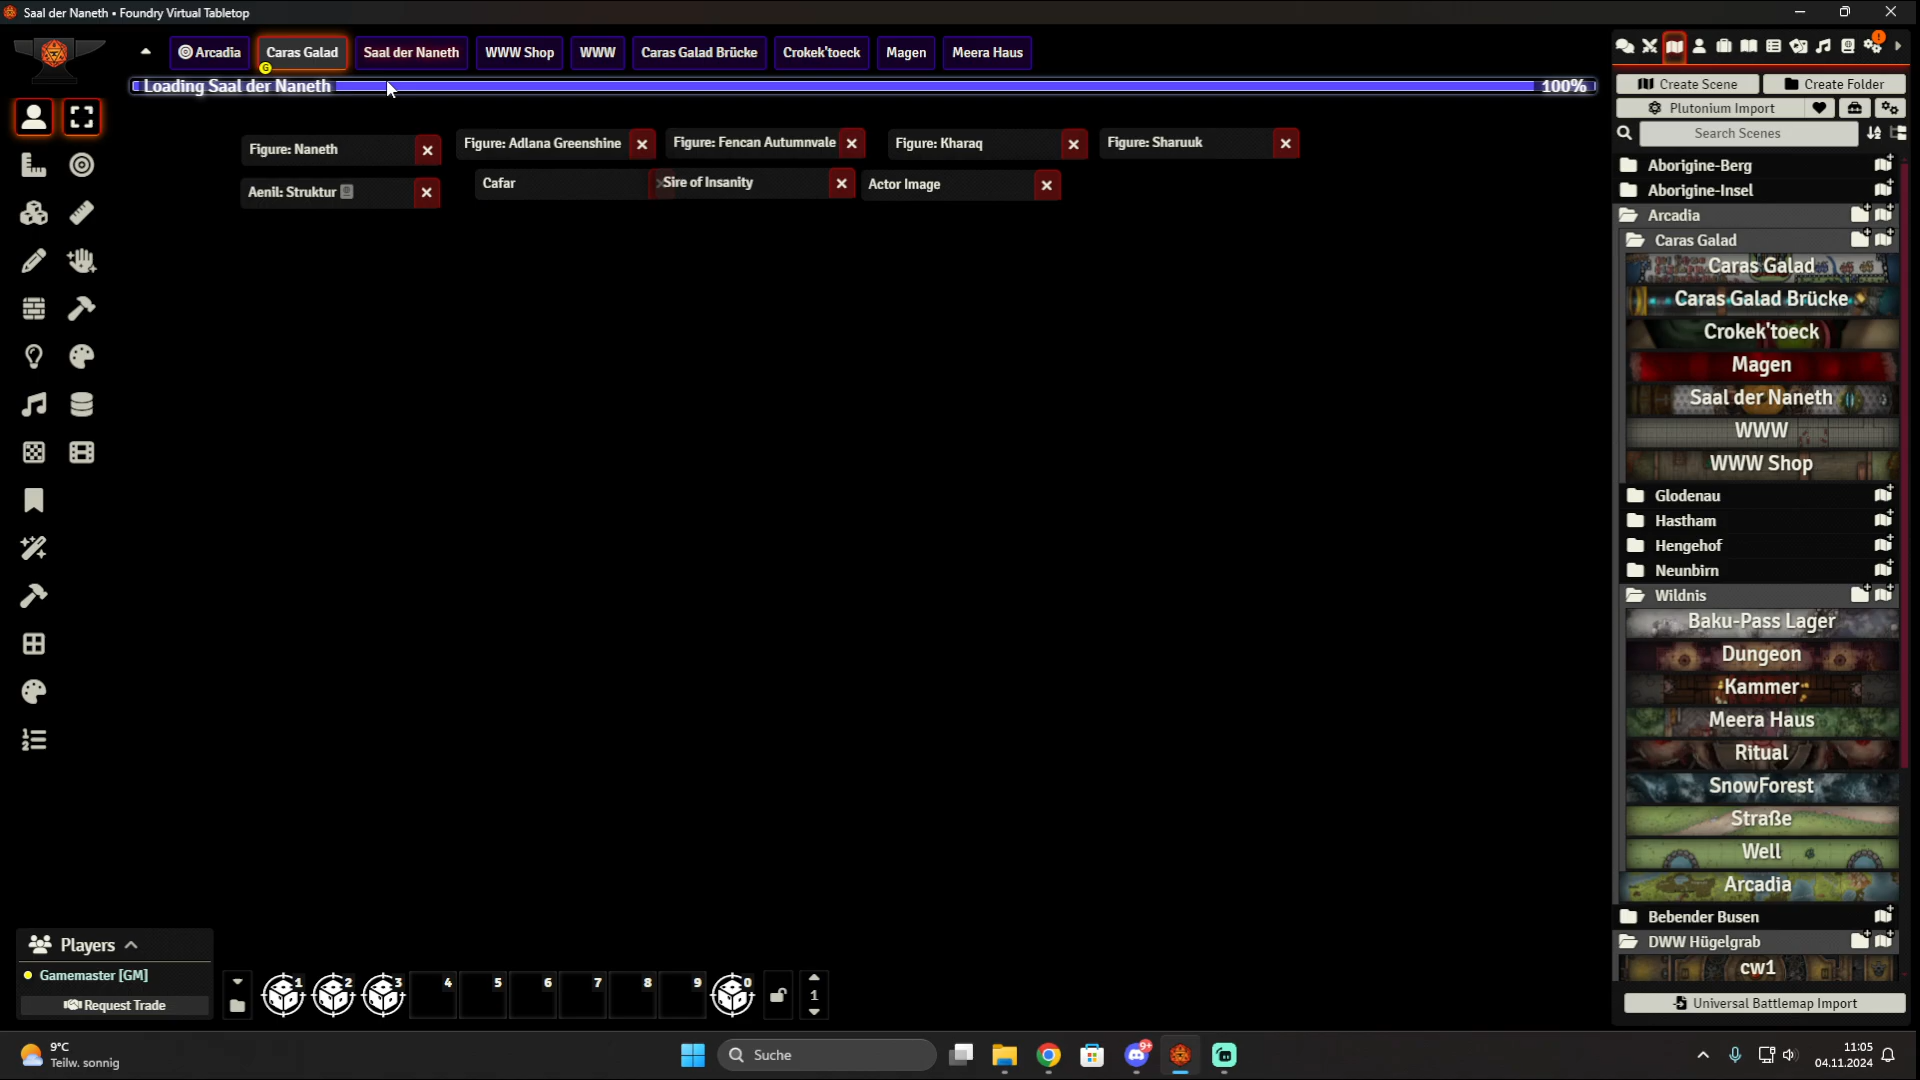 Saal der Naneth • Foundry Virtual Tabletop
Arcadia
Caras Galad
Saal der Naneth
WWW Shop
WWW
Caras Galad Brücke
Crokek'toeck
Magen
Meera Haus
G
Loading Saal der Naneth
100%
Figure: Naneth
Figure: Adlana Greenshine
Figure: Fencan Autumnvale
Figure: Kharaq
Figure: Sharuuk
Aenil: Struktur
Cafar
Sire of Insanity
Actor Image
Create Scene
Create Folder
Plutonium Import
Search Scenes
Aborigine-Berg
Aborigine-Insel
Arcadia
Caras Galad
Caras Galad
Caras Galad Brücke
Crokek'toeck
Magen
Saal der Naneth
WWW
WWW Shop
Glodenau
Hastham
Hengehof
Neunbirn
Wildnis
Baku-Pass Lager
Dungeon
Kammer
Meera Haus
Ritual
SnowForest
Straße
Well
Arcadia
Bebender Busen
DWW Hügelgrab
cw1
Universal Battlemap Import
Players
Gamemaster [GM]
Request Trade
1
2
3
4
5
6
7
8
9
0
1
9°C
Teilw. sonnig
Suche
9+
11:05
04.11.2024